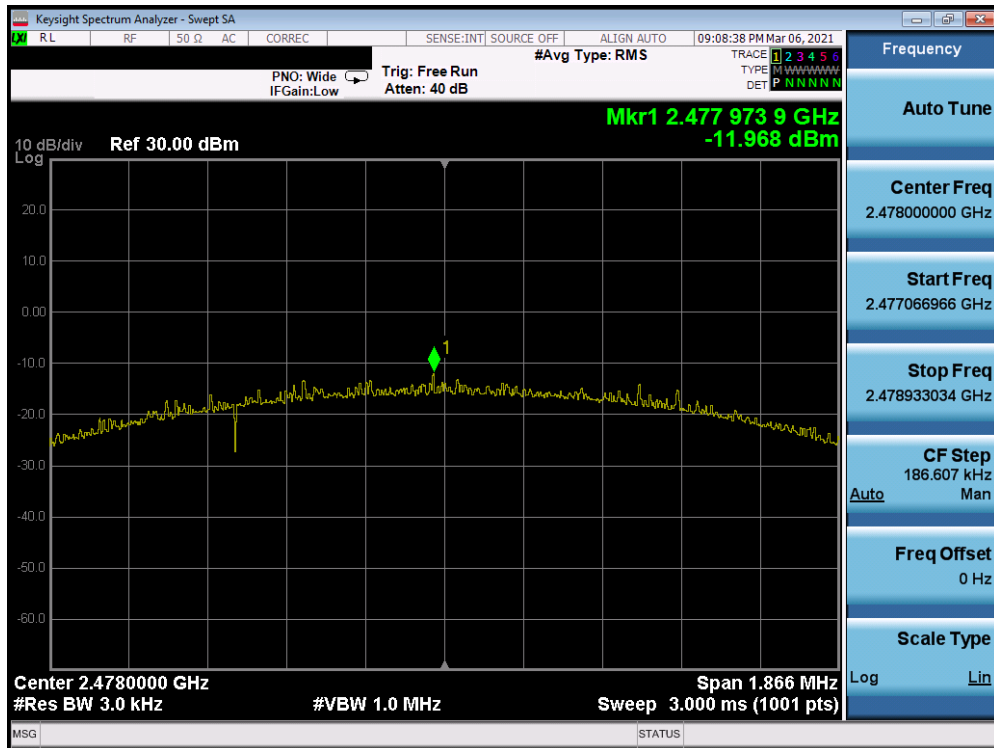 Keysight Spectrum Analyzer - Swept SA
LXI RL RF 50 Ω AC CORREC SENSE:INT SOURCE OFF ALIGN AUTO 09:08:38 PM Mar 06, 2021
#Avg Type: RMS
TRACE 1 2 3 4 5 6
TYPE M W W W W W
DET P N N N N N
PNO: Wide
IFGain:Low
Trig: Free Run
Atten: 40 dB
Mkr1 2.477 973 9 GHz
-11.968 dBm
10 dB/div
Log
Ref 30.00 dBm
20.0
10.0
0.00
-10.0
-20.0
-30.0
-40.0
-50.0
-60.0
1
Center 2.4780000 GHz
Span 1.866 MHz
#Res BW 3.0 kHz
#VBW 1.0 MHz
Sweep 3.000 ms (1001 pts)
MSG
STATUS
Frequency
Auto Tune
Center Freq
2.478000000 GHz
Start Freq
2.477066966 GHz
Stop Freq
2.478933034 GHz
CF Step
186.607 kHz
Auto Man
Freq Offset
0 Hz
Scale Type
Log Lin